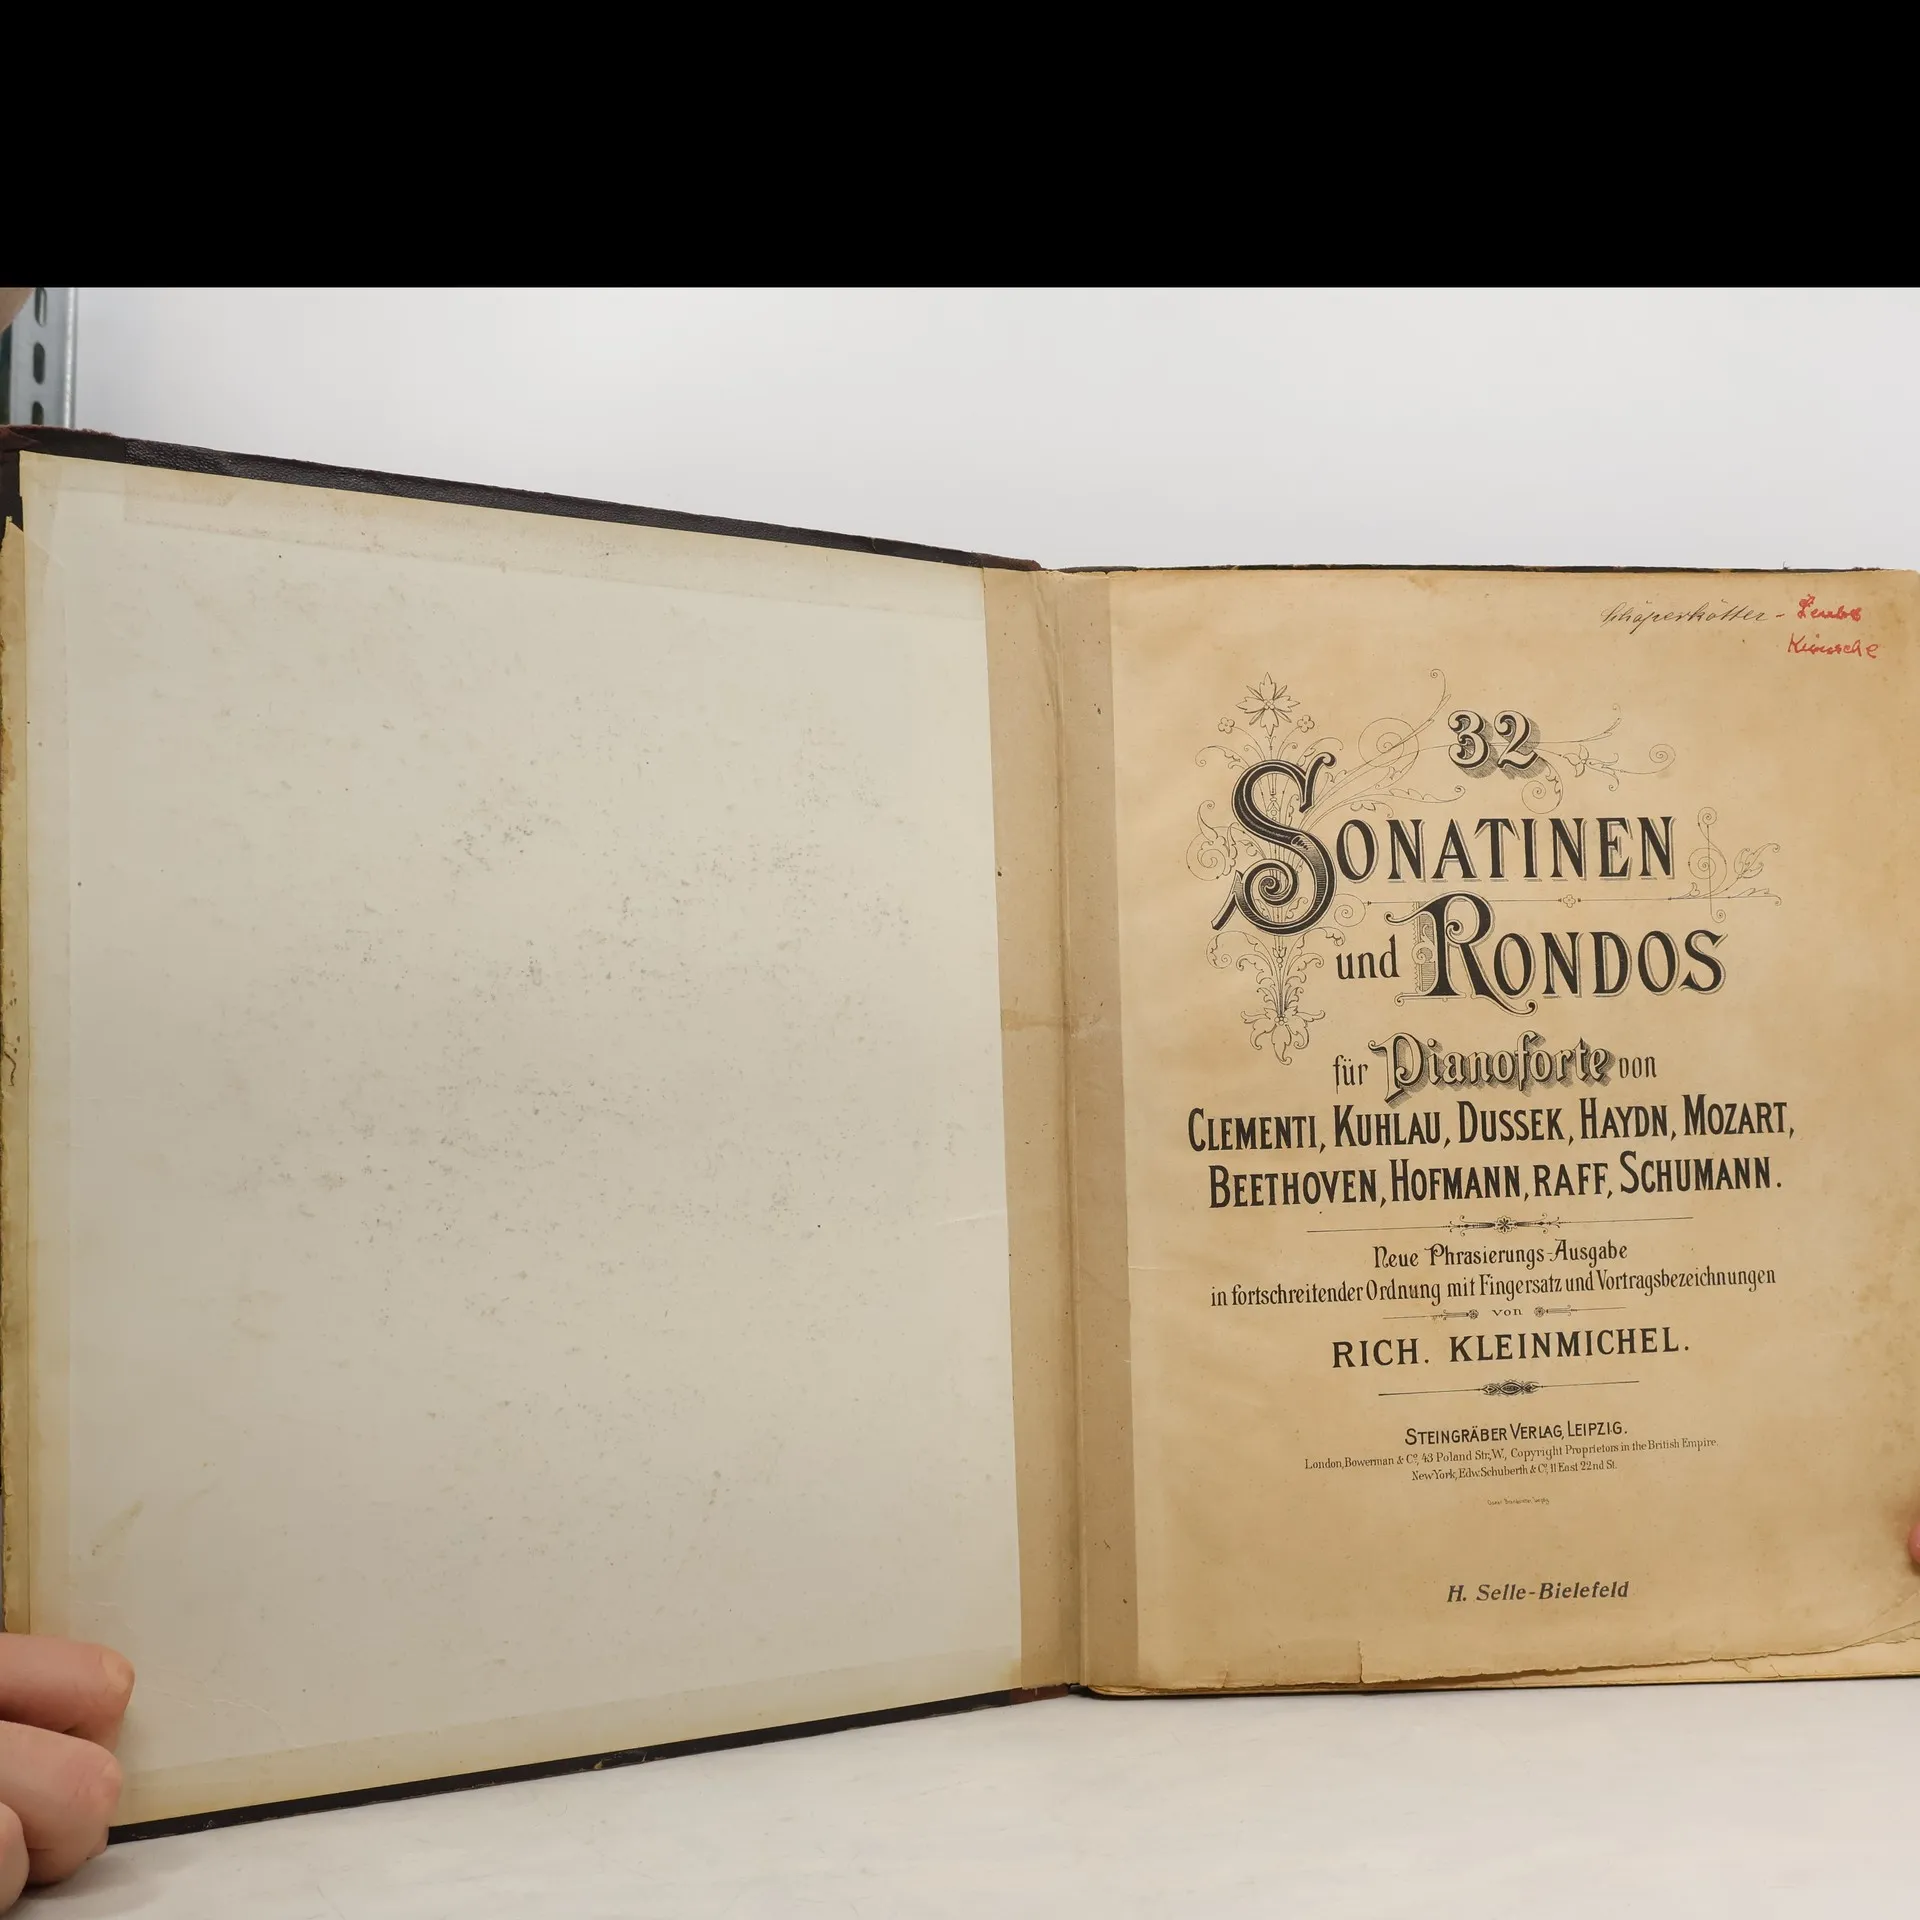 Schäperkötter -
32
SONATINEN
und RONDOS
für Pianoforte von
CLEMENTI, KUHLAU, DUSSEK, HAYDN, MOZART,
BEETHOVEN, HOFMANN, RAFF, SCHUMANN.
Neue Phrasierungs-Ausgabe
in fortschreitender Ordnung mit Fingersatz und Vortragsbezeichnungen
von
RICH. KLEINMICHEL.
STEINGRÄBER VERLAG, LEIPZIG.
London, Bowerman & Co, 43 Poland Str, W., Copyright Proprietors in the British Empire.
New York, Edw. Schuberth & Co, 11 East 22nd St.
H. Selle-Bielefeld